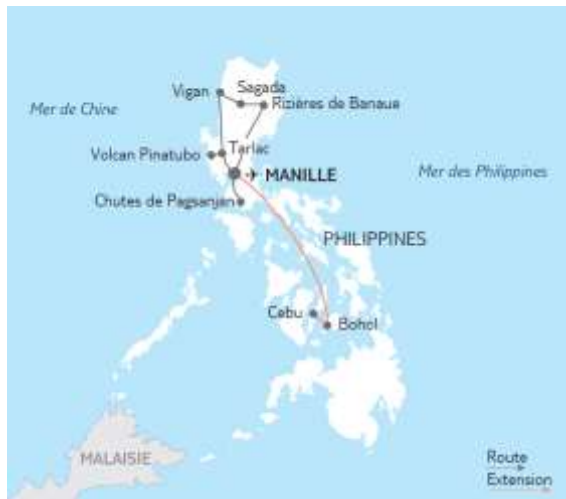 Vigan
Sagada
Rizières de Banaue
Mer de Chine
Volcan Pinatubo
Tarlac
MANILLE
Mer des Philippines
Chutes de Pagsanjan
PHILIPPINES
Cebu
Bohol
MALAISIE
Route
Extension